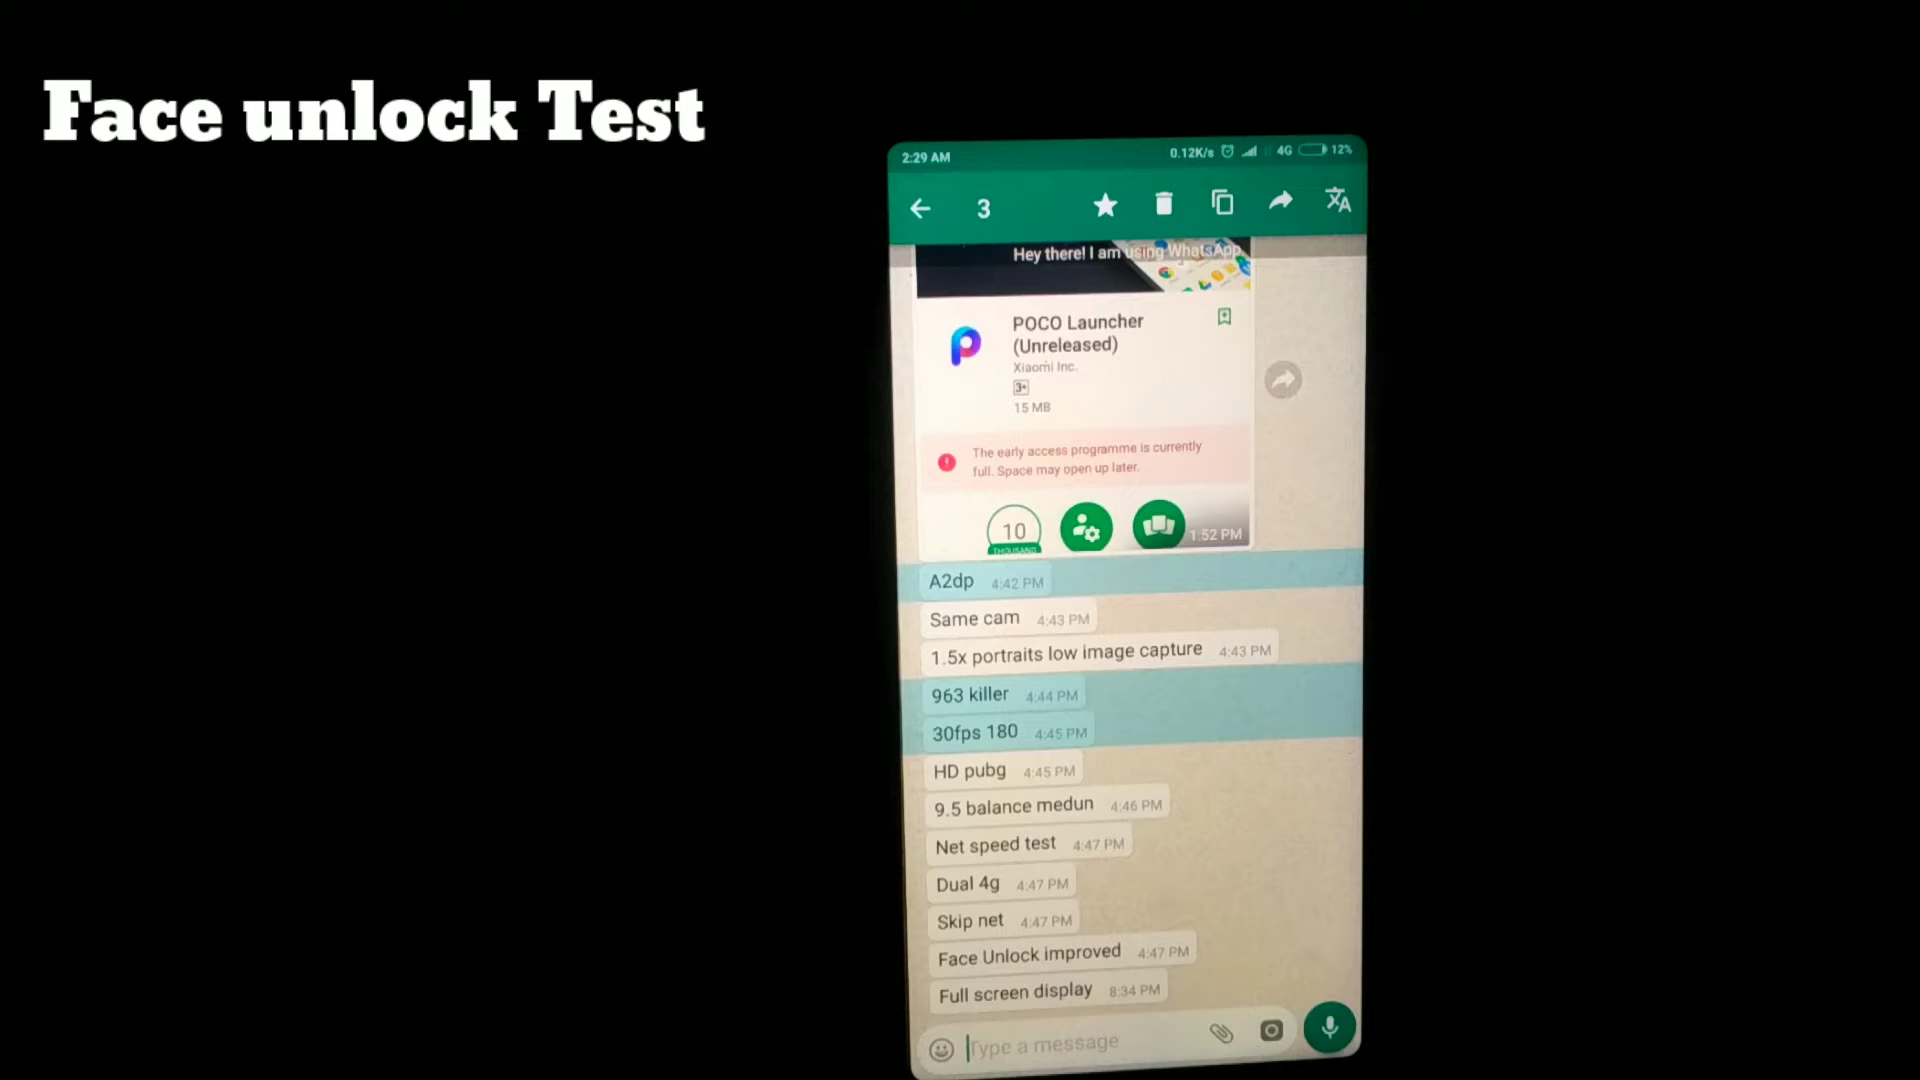 Face unlock Test
2:29 AM
0.12K/s 4G 12%
3
Hey there! I am using WhatsApp.
POCO Launcher
(Unreleased)
Xiaomi Inc.
3+
15 MB
The early access programme is currently
full. Space may open up later.
10
THOUSAND
1:52 PM
A2dp 4:42 PM
Same cam 4:43 PM
1.5x portraits low image capture 4:43 PM
963 killer 4:44 PM
30fps 180 4:45 PM
HD pubg 4:45 PM
9.5 balance medun 4:46 PM
Net speed test 4:47 PM
Dual 4g 4:47 PM
Skip net 4:47 PM
Face Unlock improved 4:47 PM
Full screen display 8:34 PM
Type a message